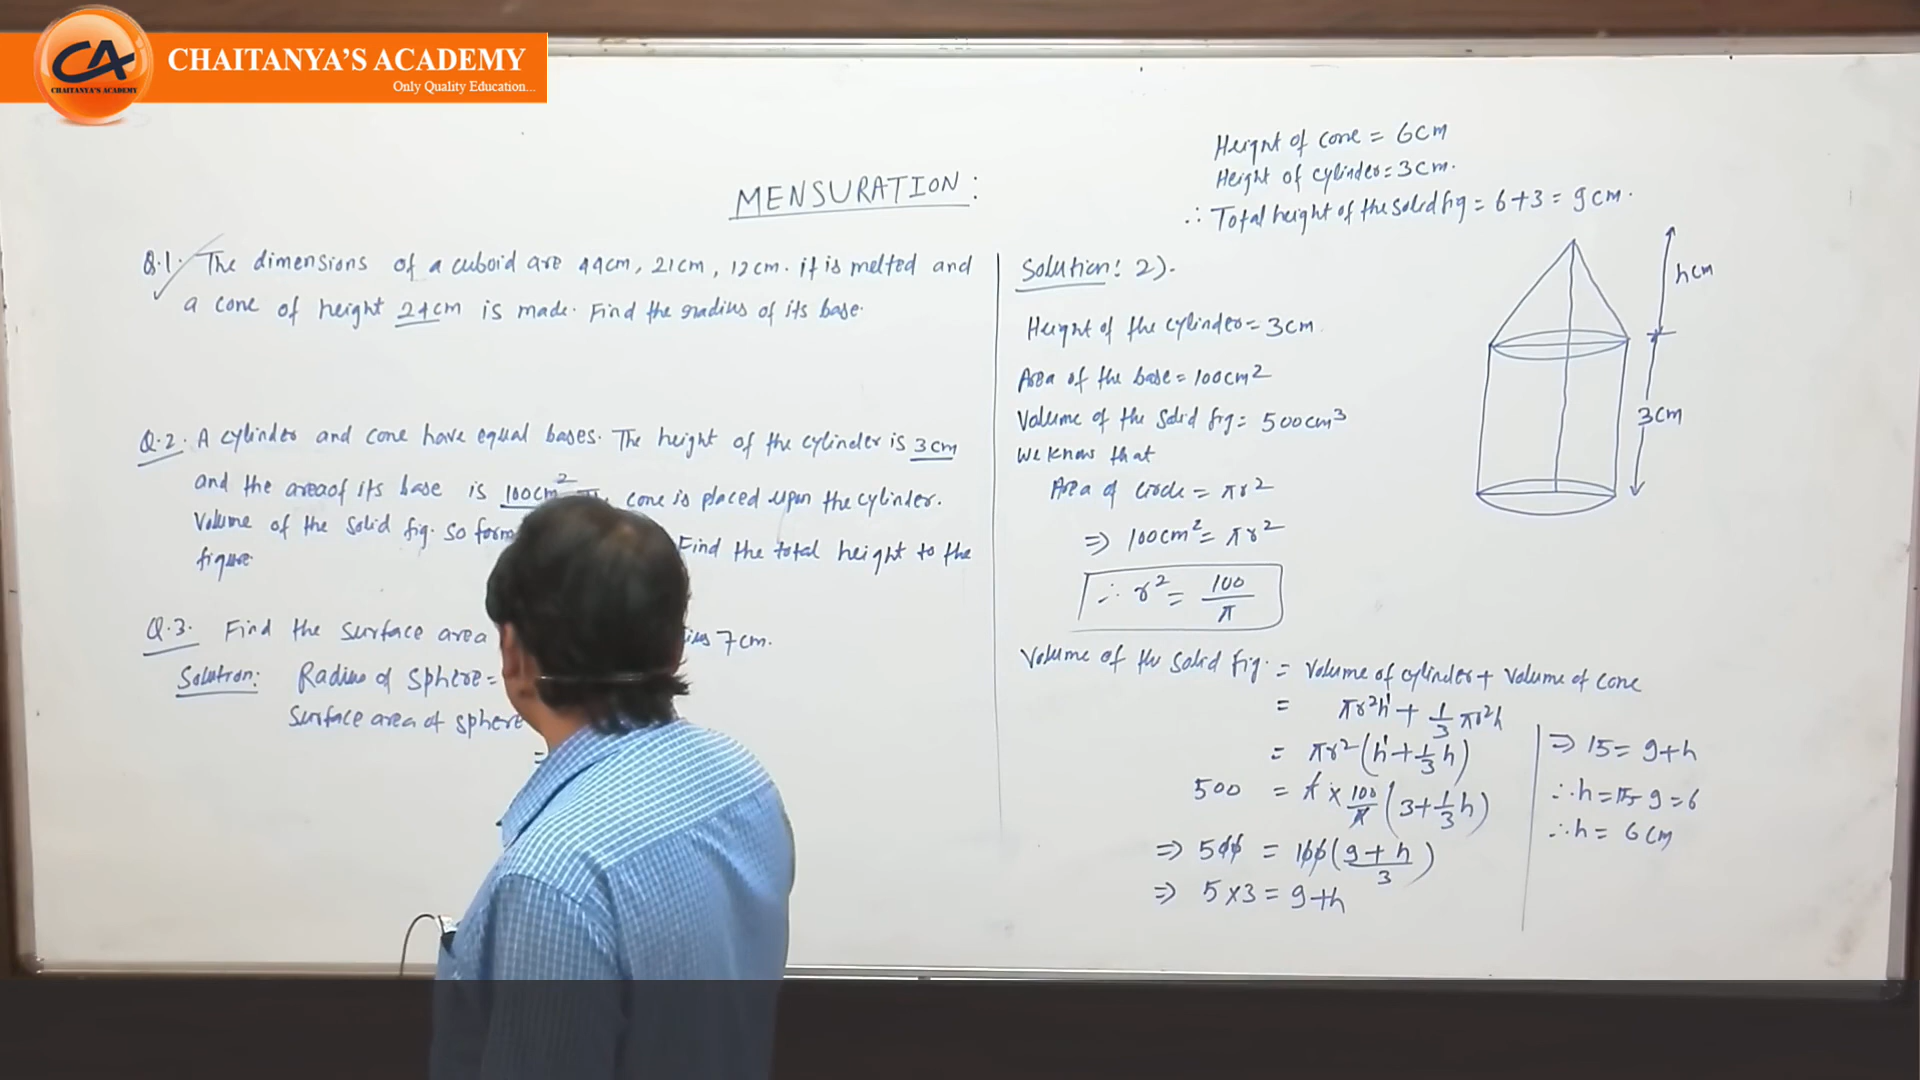 CA
CHAITANYA'S ACADEMY
CHAITANYA'S ACADEMY
Only Quality Education...
MENSURATION:
Q.1. The dimensions of a cuboid are 44cm, 21cm, 12cm. it is melted and
a cone of height 24cm is made. Find the radius of its base.
Q.2. A cylinder and cone have equal bases. The height of the cylinder is 3cm
and the area of its base is 100cm² cone is placed upon the cylinder.
Volume of the solid fig. so form Find the total height to the
figure
Q.3. Find the surface area 7cm.
Solution: Radius of sphere =
Surface area of sphere
=
Height of cone = 6cm
Height of cylinder = 3cm.
∴ Total height of the solid fig = 6+3 = 9cm.
Solution: 2).
Height of the cylinder = 3cm.
Area of the base = 100cm²
Volume of the solid fig = 500cm³
We know that
Area of circle = πr²
⇒ 100cm² = πr²
∴ r² = 100/π
Volume of the solid fig. = Volume of cylinder + Volume of cone
= πr²h' + 1/3 πr²h
= πr²(h' + 1/3 h)
500 = π × 100/π (3 + 1/3 h)
⇒ 500 = 100(9 + h / 3)
⇒ 5×3 = 9+h
⇒ 15 = 9+h
∴ h = 15-9 = 6
∴ h = 6cm
hcm
3cm